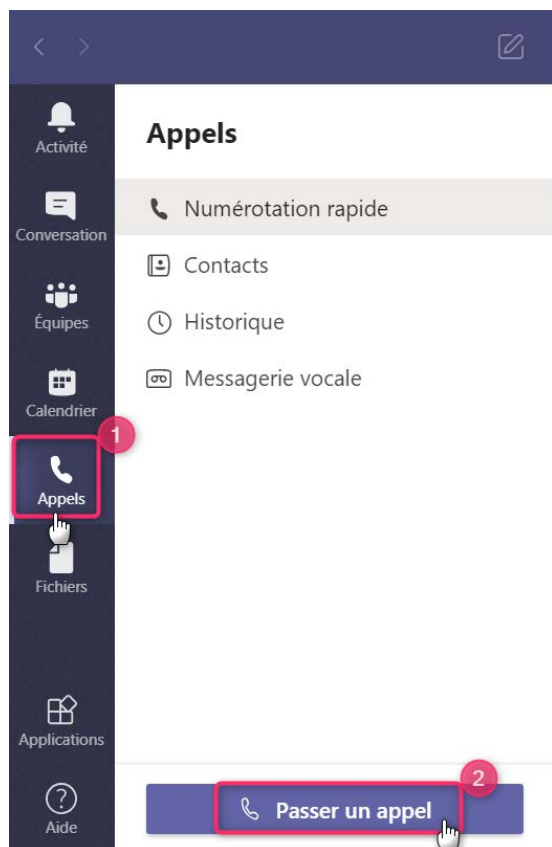 Activité
Conversation
Équipes
Calendrier
1
Appels
Fichiers
Applications
Aide
Appels
Numérotation rapide
Contacts
Historique
Messagerie vocale
2
Passer un appel